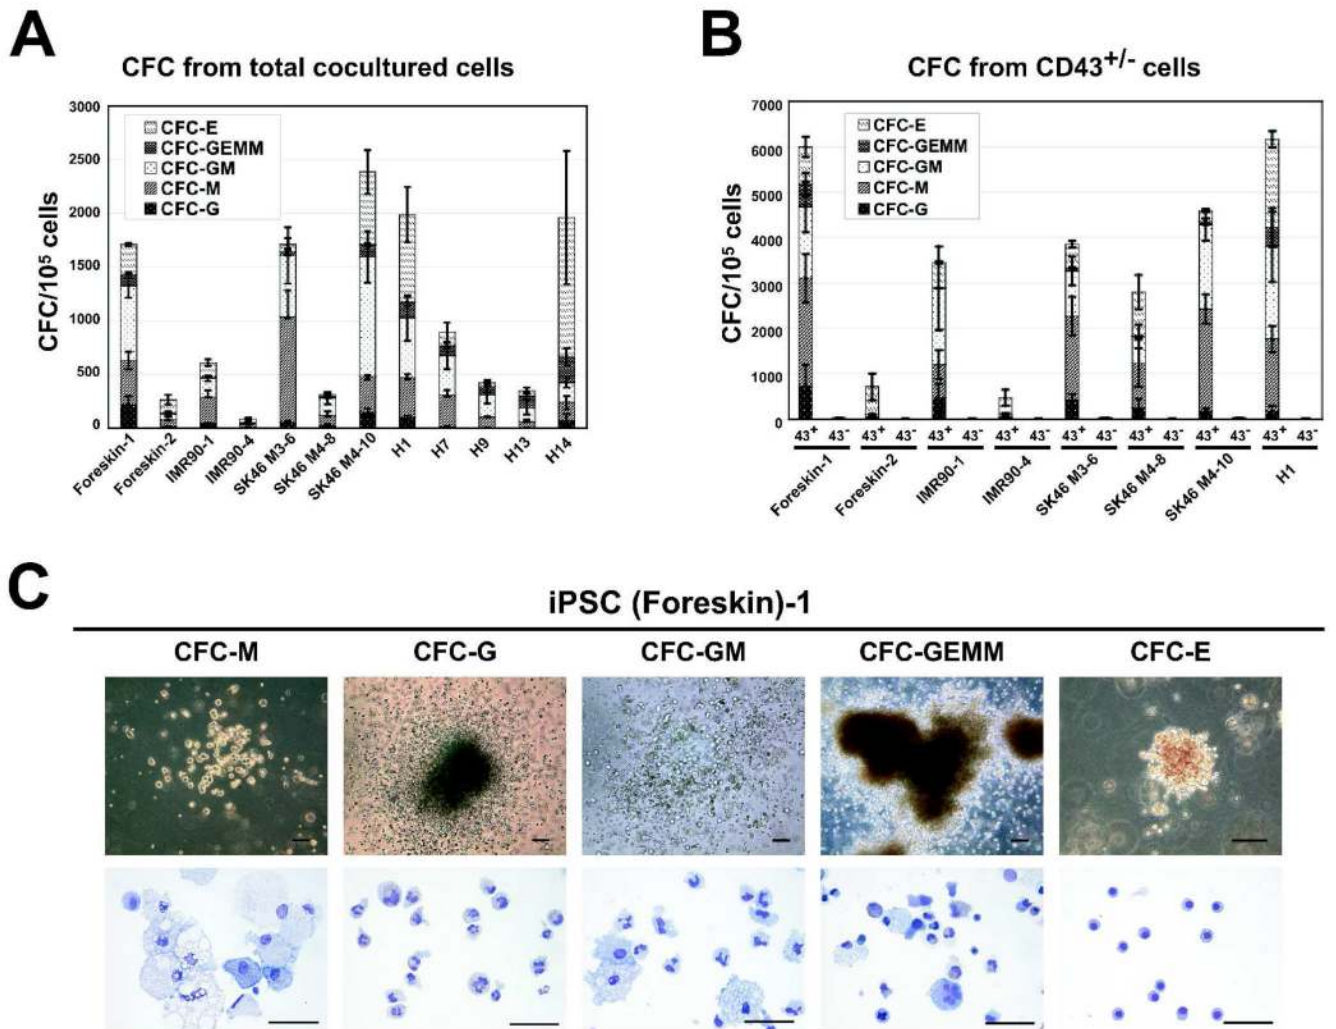 A
CFC from total cocultured cells
CFC/10⁵ cells
3000
2500
2000
1500
1000
500
0
CFC-E
CFC-GEMM
CFC-GM
CFC-M
CFC-G
Foreskin-1
Foreskin-2
IMR90-1
IMR90-4
SK46 M3-6
SK46 M4-8
SK46 M4-10
H1
H7
H9
H13
H14
B
CFC from CD43⁺/⁻ cells
CFC/10⁵ cells
7000
6000
5000
4000
3000
2000
1000
0
CFC-E
CFC-GEMM
CFC-GM
CFC-M
CFC-G
43⁺ 43⁻ 43⁺ 43⁻ 43⁺ 43⁻ 43⁺ 43⁻ 43⁺ 43⁻ 43⁺ 43⁻ 43⁺ 43⁻ 43⁺ 43⁻
Foreskin-1
Foreskin-2
IMR90-1
IMR90-4
SK46 M3-6
SK46 M4-8
SK46 M4-10
H1
C
iPSC (Foreskin)-1
CFC-M CFC-G CFC-GM CFC-GEMM CFC-E